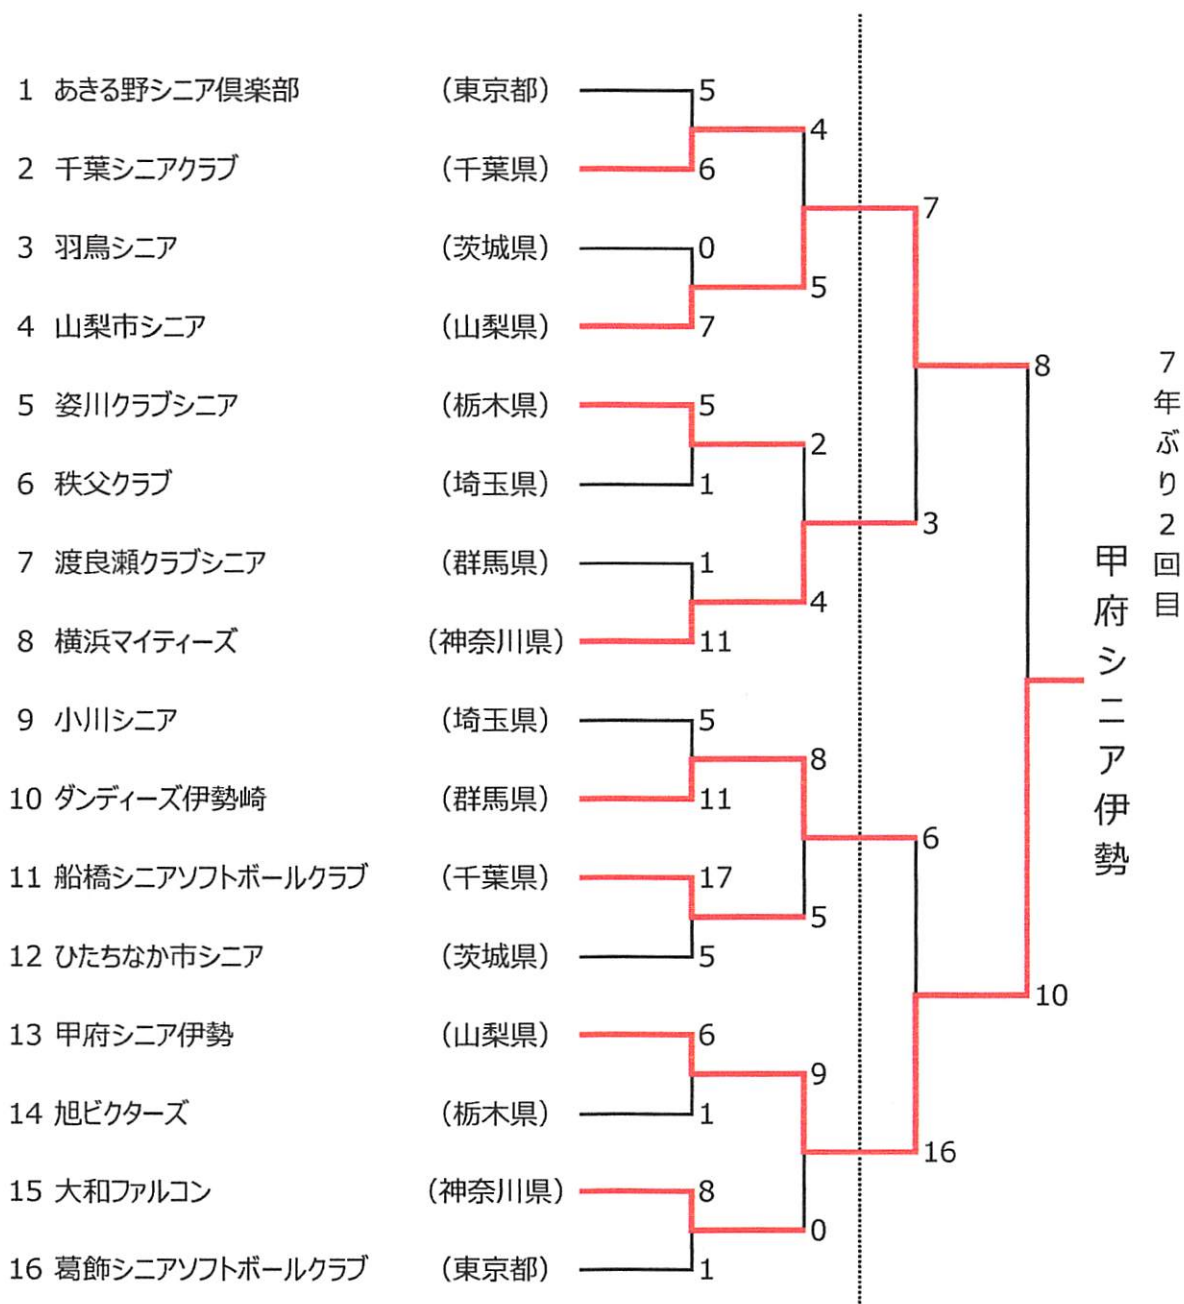 1 あきる野シニア倶楽部 (東京都) 5
4
2 千葉シニアクラブ (千葉県) 6
7
3 羽鳥シニア (茨城県) 0
5
4 山梨市シニア (山梨県) 7
8
5 姿川クラブシニア (栃木県) 5
2
6 秩父クラブ (埼玉県) 1
3
7 渡良瀬クラブシニア (群馬県) 1
4
8 横浜マイティーズ (神奈川県) 11
9 小川シニア (埼玉県) 5
8
10 ダンディーズ伊勢崎 (群馬県) 11
6
11 船橋シニアソフトボールクラブ (千葉県) 17
5
12 ひたちなか市シニア (茨城県) 5
10
13 甲府シニア伊勢 (山梨県) 6
9
14 旭ビクターズ (栃木県) 1
16
15 大和ファルコン (神奈川県) 8
0
16 葛飾シニアソフトボールクラブ (東京都) 1
7年ぶり2回目
甲府シニア伊勢